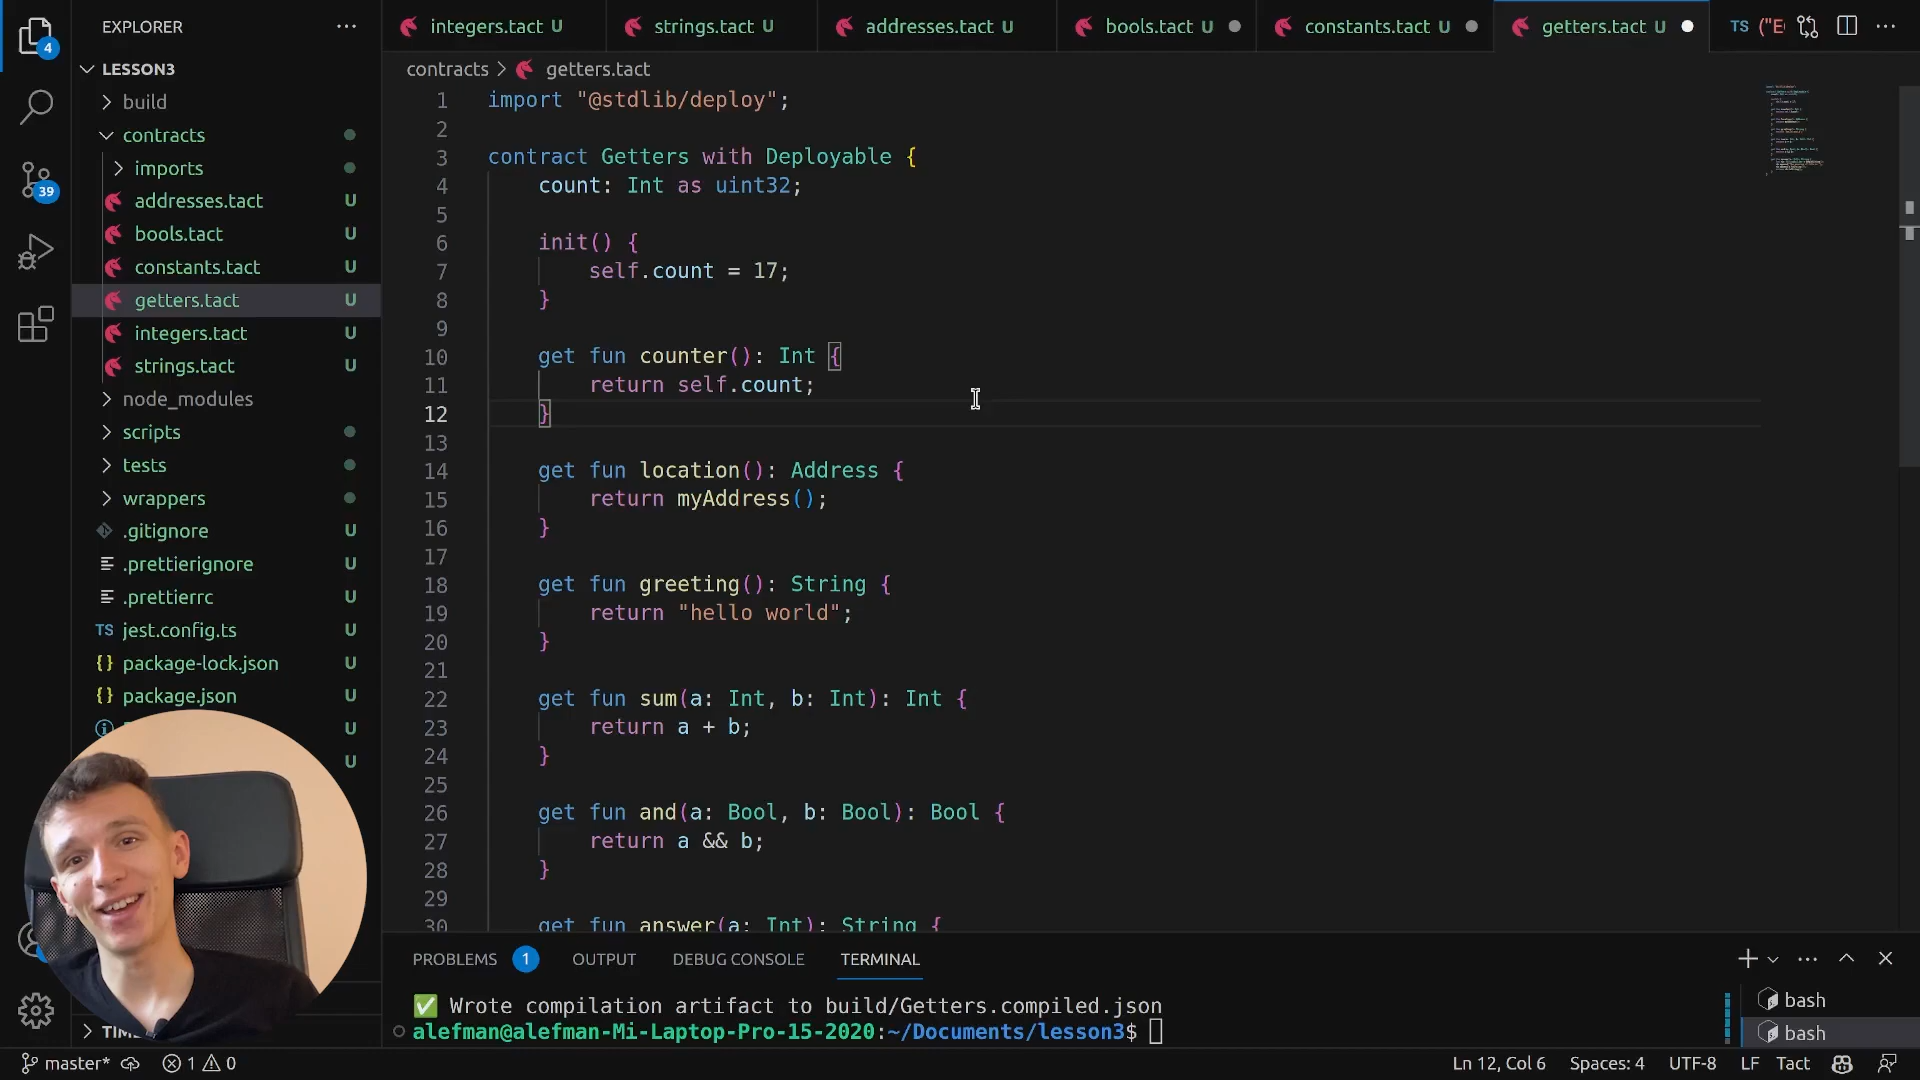 EXPLORER
LESSON3
build
contracts
imports
addresses.tact U
bools.tact U
constants.tact U
getters.tact U
integers.tact U
strings.tact U
node_modules
scripts
tests
wrappers
.gitignore U
.prettierignore U
.prettierrc U
TS jest.config.ts U
{} package-lock.json U
{} package.json U
U
U
4
39
integers.tact U
strings.tact U
addresses.tact U
bools.tact U
constants.tact U
getters.tact U
TS ("E
contracts > getters.tact
1 import "@stdlib/deploy";
2
3 contract Getters with Deployable {
4 count: Int as uint32;
5
6 init() {
7 self.count = 17;
8 }
9
10 get fun counter(): Int {
11 return self.count;
12 }
13
14 get fun location(): Address {
15 return myAddress();
16 }
17
18 get fun greeting(): String {
19 return "hello world";
20 }
21
22 get fun sum(a: Int, b: Int): Int {
23 return a + b;
24 }
25
26 get fun and(a: Bool, b: Bool): Bool {
27 return a && b;
28 }
29
30 get fun answer(a: Int): String {
PROBLEMS 1 OUTPUT DEBUG CONSOLE TERMINAL
Wrote compilation artifact to build/Getters.compiled.json
alefman@alefman-Mi-Laptop-Pro-15-2020:~/Documents/lesson3$
bash
bash
master* 1 0
Ln 12, Col 6 Spaces: 4 UTF-8 LF Tact